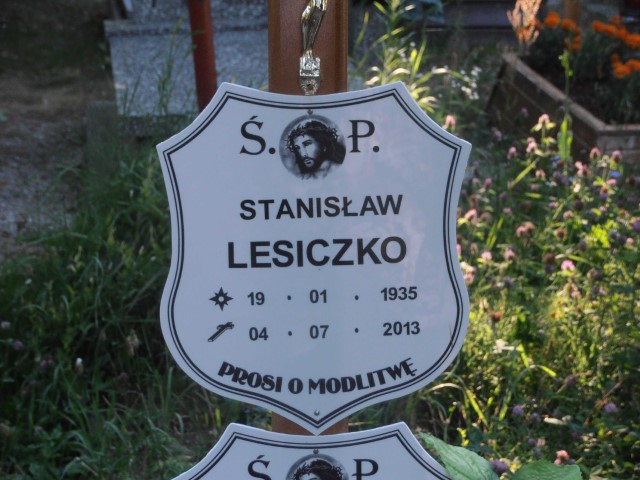 Ś. P.
STANISŁAW
LESICZKO
19 · 01 · 1935
04 · 07 · 2013
PROSI O MODLITWĘ
Ś P.